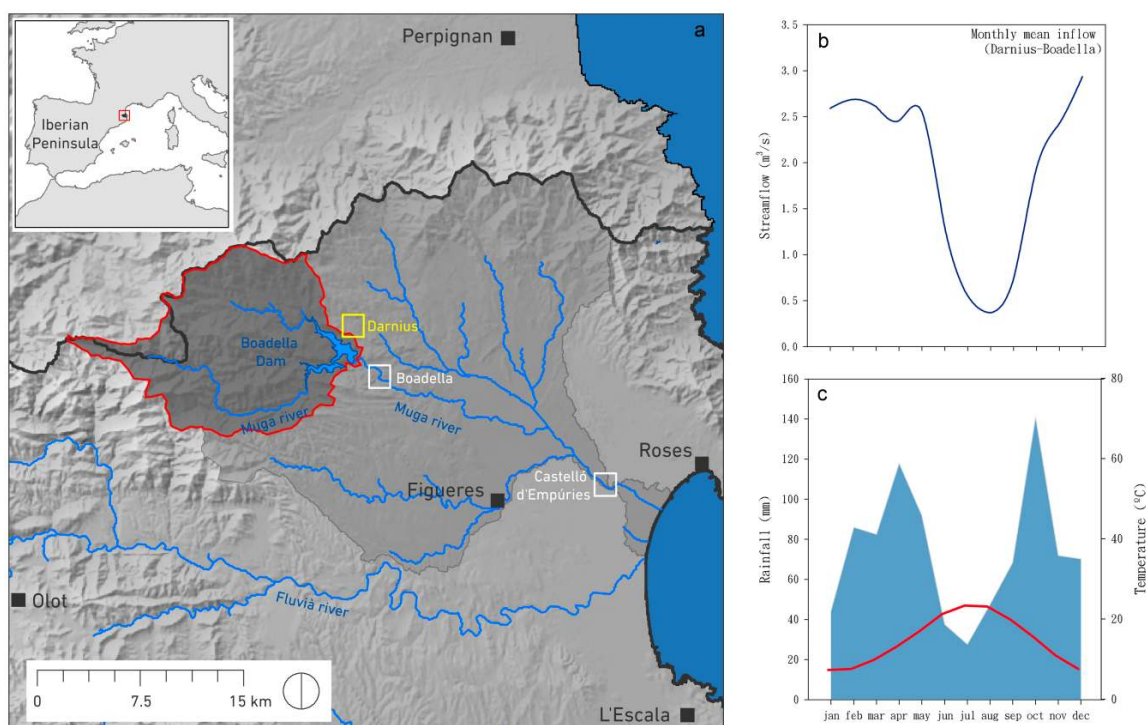 a
Iberian
Peninsula
Perpignan
Darnius
Boadella
Dam
Boadella
Muga river
Muga river
Roses
Castelló
d'Empúries
Figueres
Olot
Fluvià river
L'Escala
0
7.5
15 km
b
Monthly mean inflow
(Darnius-Boadella)
Streamflow (m³/s)
3.5
3.0
2.5
2.0
1.5
1.0
0.5
0.0
c
Rainfall (mm)
160
140
120
100
80
60
40
20
0
Temperature (ºC)
80
60
40
20
0
jan feb mar apr may jun jul aug sep oct nov dec